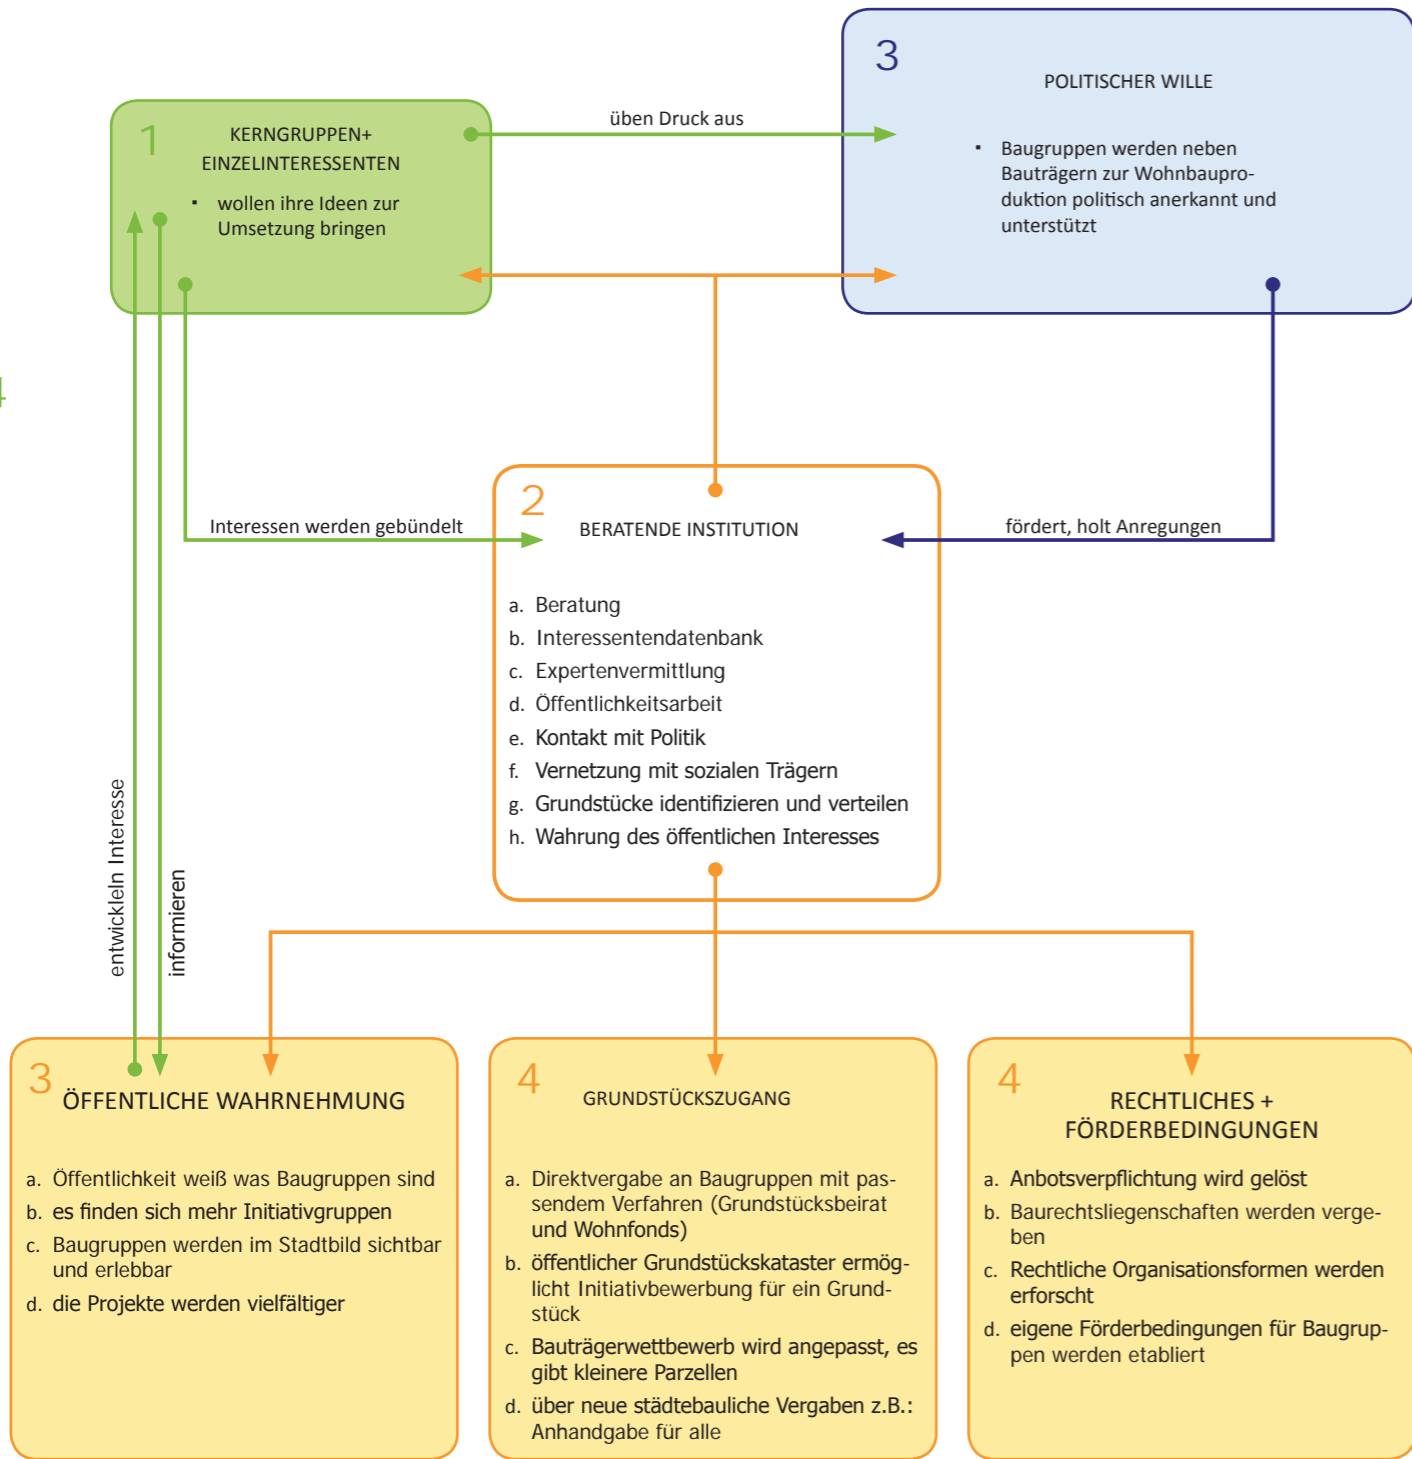 1
KERNGRUPPEN+
EINZELINTERESSENTEN
▪ wollen ihre Ideen zur
Umsetzung bringen
üben Druck aus
3
POLITISCHER WILLE
▪ Baugruppen werden neben
Bauträgern zur Wohnbaupro-
duktion politisch anerkannt und
unterstützt
4
Interessen werden gebündelt
2
BERATENDE INSTITUTION
a. Beratung
b. Interessentendatenbank
c. Expertenvermittlung
d. Öffentlichkeitsarbeit
e. Kontakt mit Politik
f. Vernetzung mit sozialen Trägern
g. Grundstücke identifizieren und verteilen
h. Wahrung des öffentlichen Interesses
fördert, holt Anregungen
entwickeln Interesse
informieren
3
ÖFFENTLICHE WAHRNEHMUNG
a. Öffentlichkeit weiß was Baugruppen sind
b. es finden sich mehr Initiativgruppen
c. Baugruppen werden im Stadtbild sichtbar
und erlebbar
d. die Projekte werden vielfältiger
4
GRUNDSTÜCKSZUGANG
a. Direktvergabe an Baugruppen mit pas-
sendem Verfahren (Grundstücksbeirat
und Wohnfonds)
b. öffentlicher Grundstückskataster ermög-
licht Initiativbewerbung für ein Grund-
stück
c. Bauträgerwettbewerb wird angepasst, es
gibt kleinere Parzellen
d. über neue städtebauliche Vergaben z.B.:
Anhandgabe für alle
4
RECHTLICHES +
FÖRDERBEDINGUNGEN
a. Anbotsverpflichtung wird gelöst
b. Baurechtsliegenschaften werden verge-
ben
c. Rechtliche Organisationsformen werden
erforscht
d. eigene Förderbedingungen für Baugrup-
pen werden etabliert